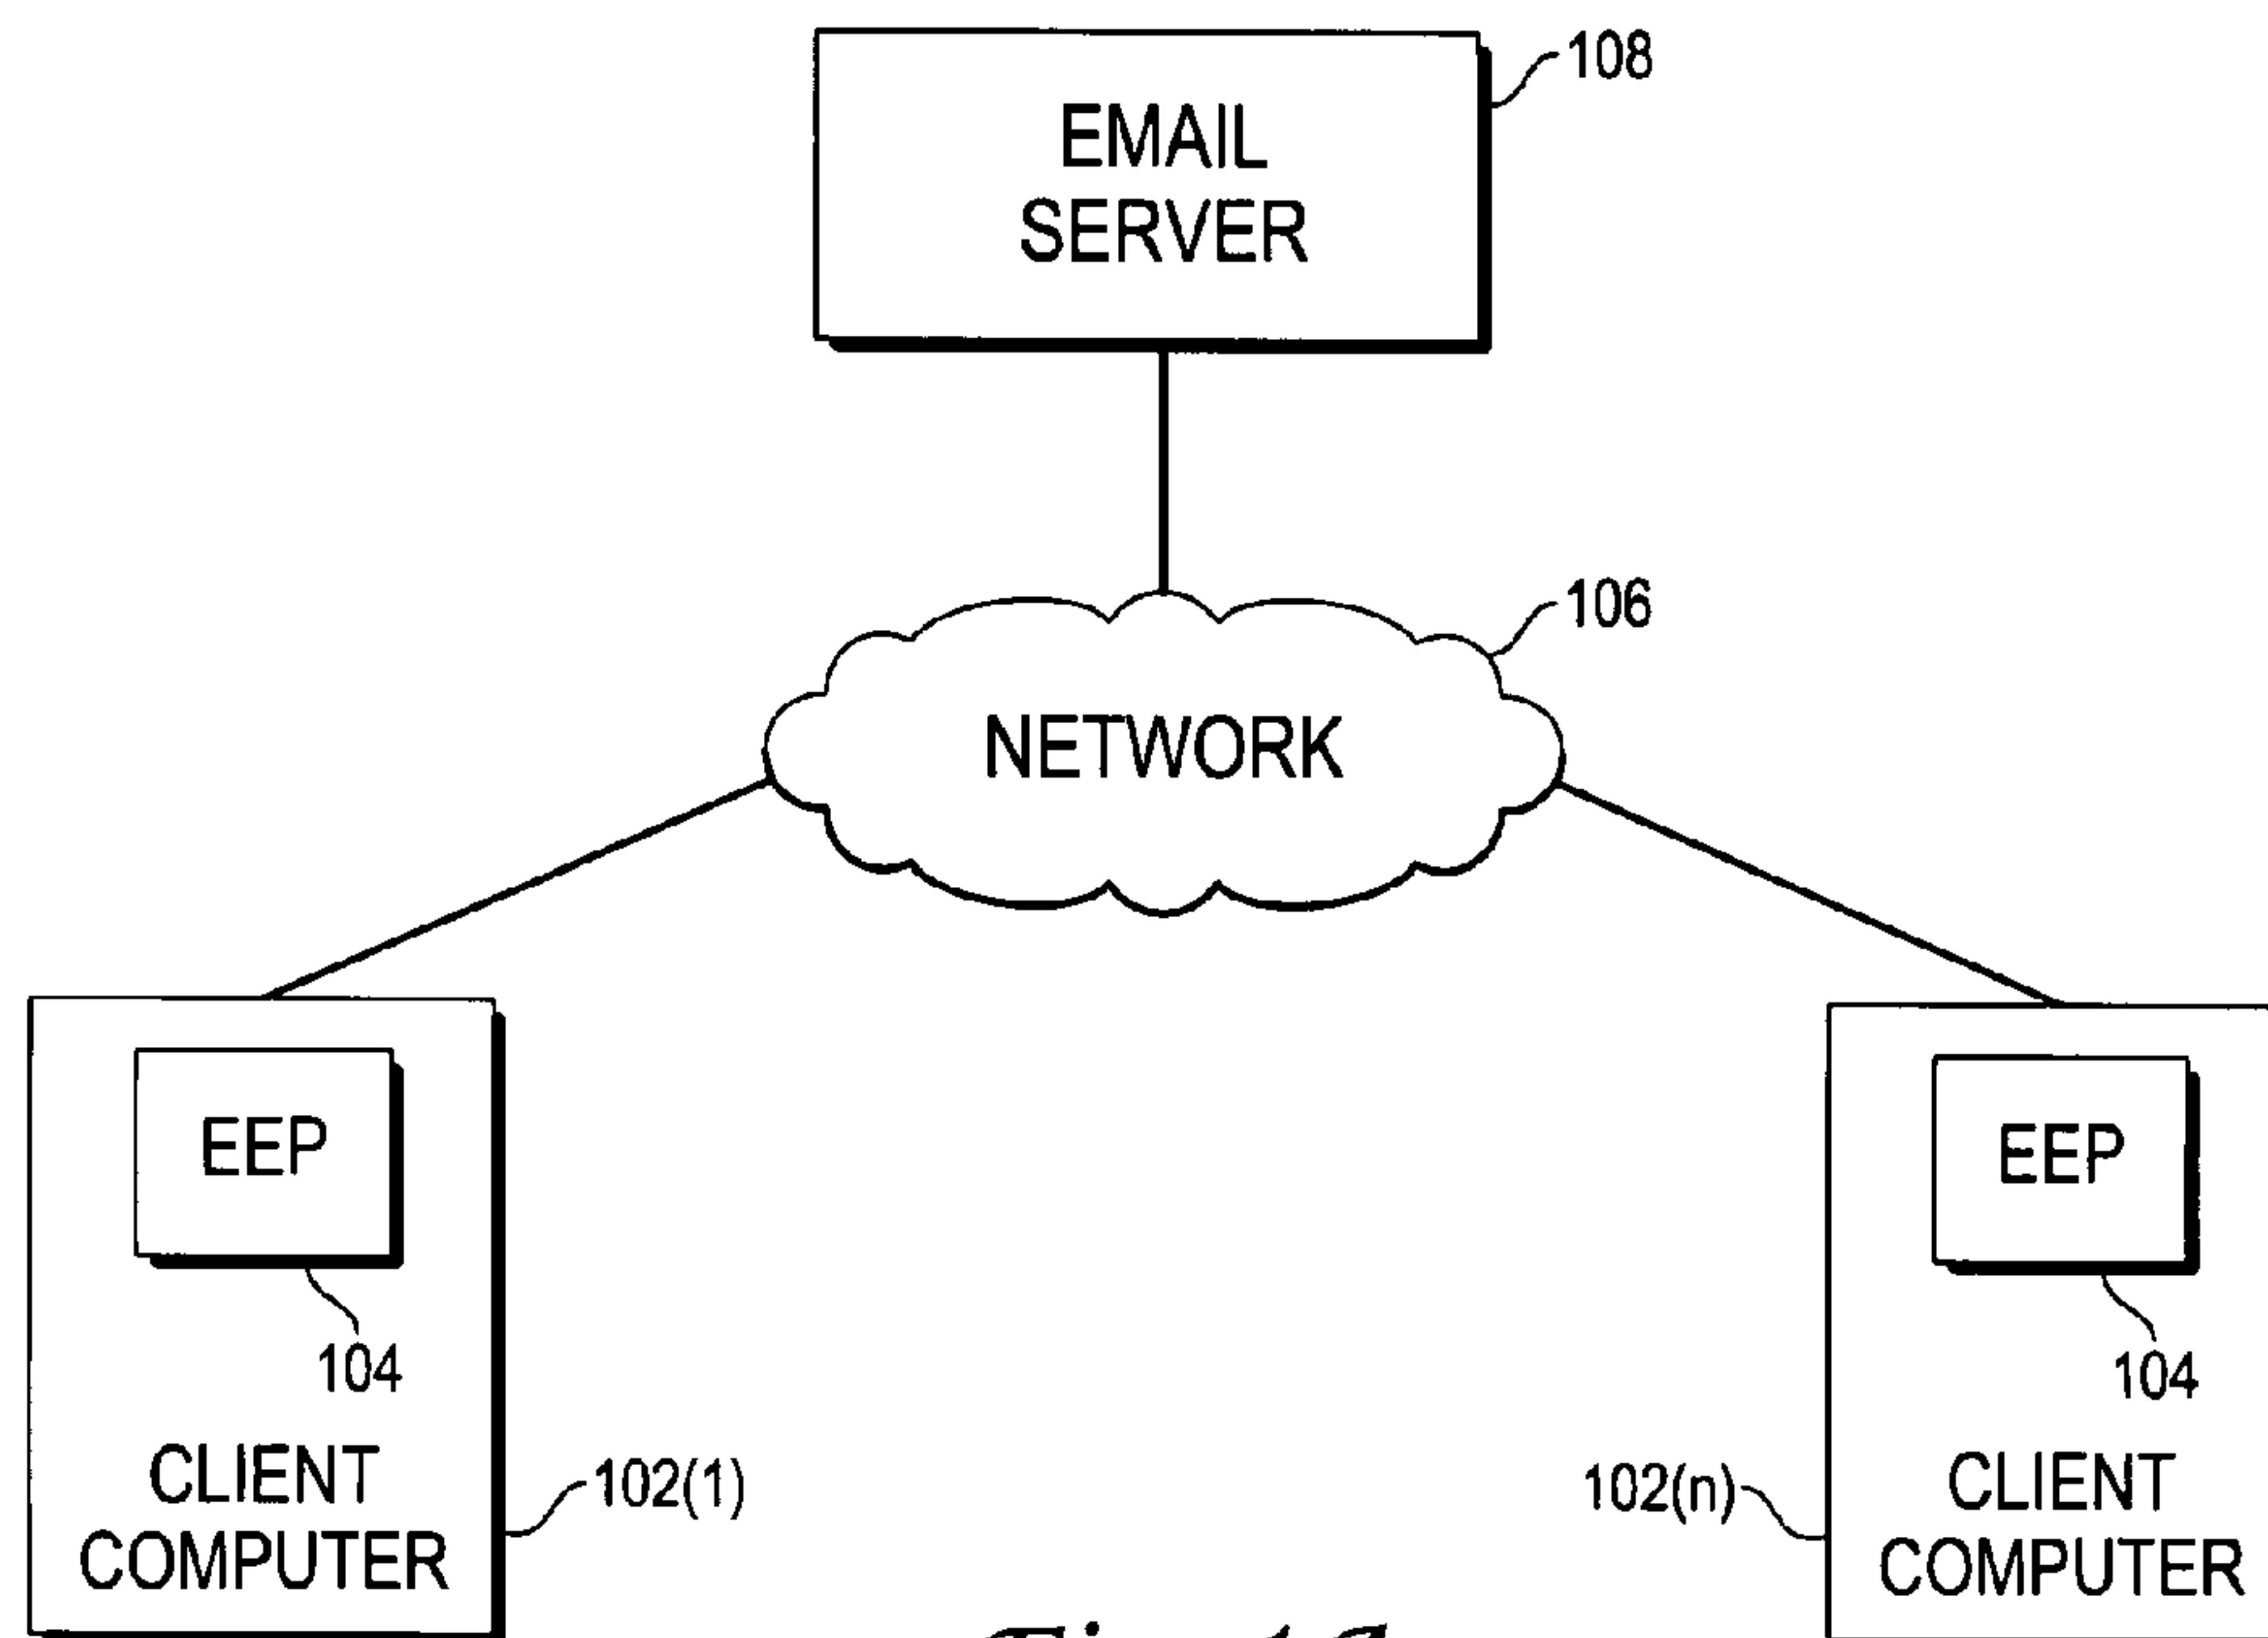 108
EMAIL
SERVER
106
NETWORK
EEP
104
CLIENT
COMPUTER
102(1)
EEP
104
102(n)
CLIENT
COMPUTER